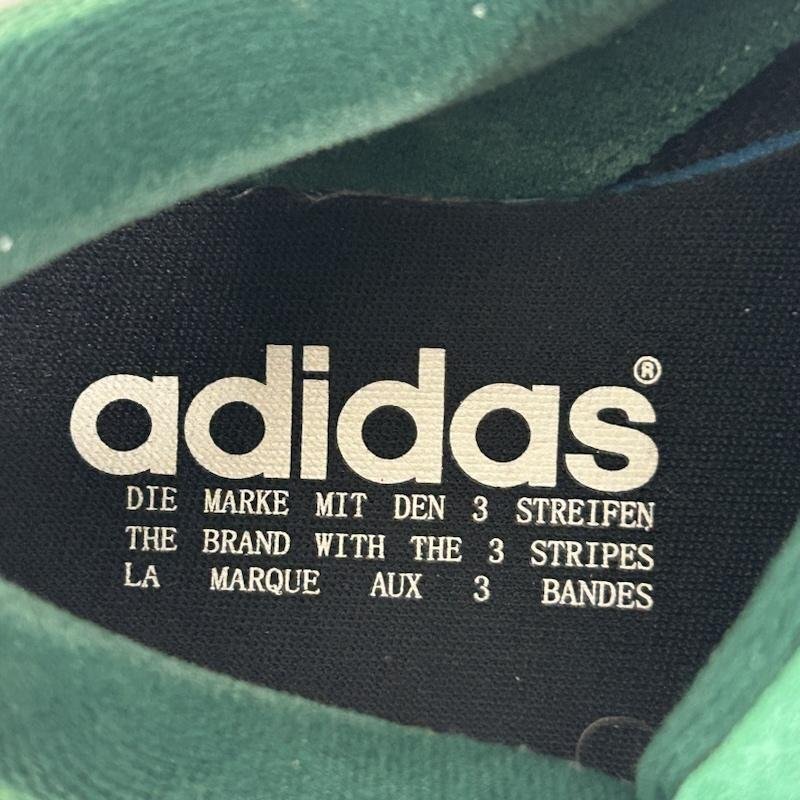 adidas®
DIE MARKE MIT DEN 3 STREIFEN
THE BRAND WITH THE 3 STRIPES
LA MARQUE AUX 3 BANDES